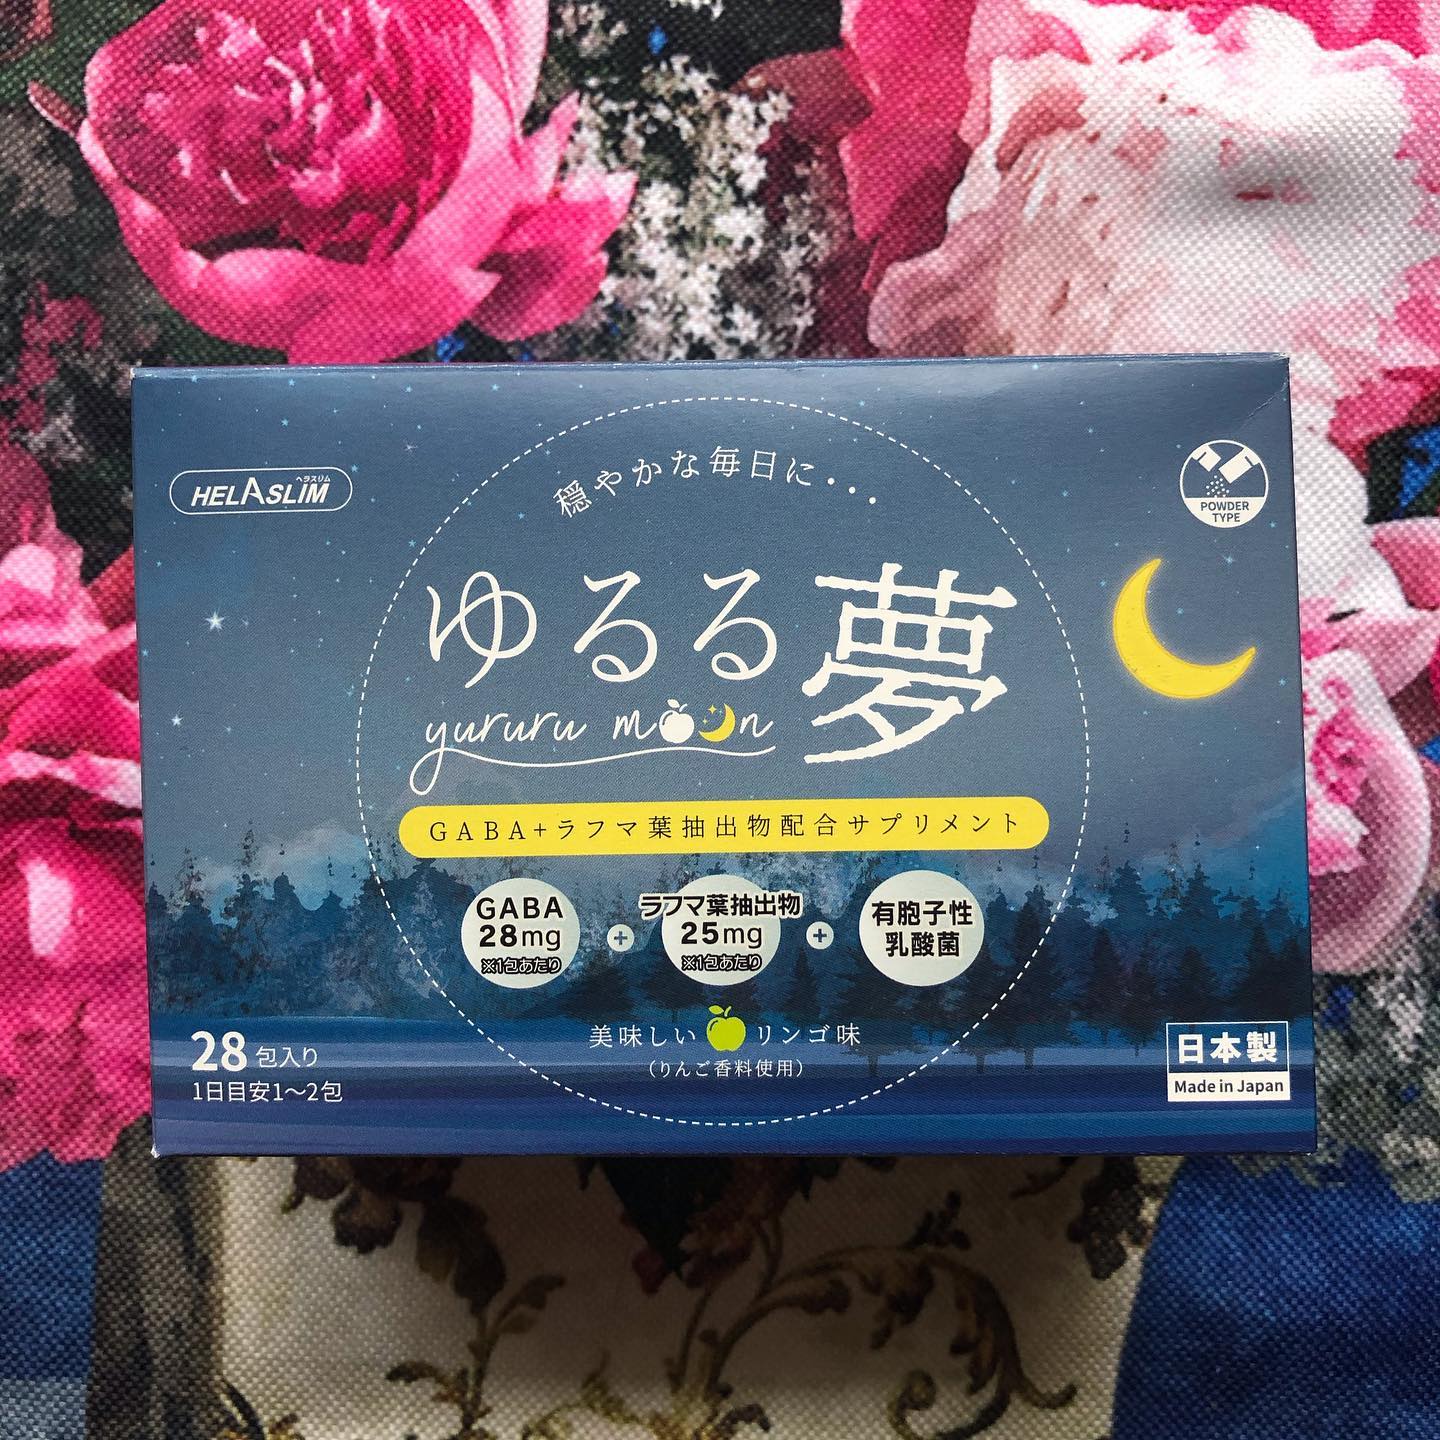 穏やかな毎日に・・・
ヘラスリム
HELASLIM
POWDER
TYPE
ゆるる夢
yururu moon
GABA+ラフマ葉抽出物配合サプリメント
GABA
28mg
※1包あたり
+
ラフマ葉抽出物
25mg
※1包あたり
+
有胞子性
乳酸菌
美味しいリンゴ味
(りんご香料使用)
28包入り
1日目安1〜2包
日本製
Made in Japan